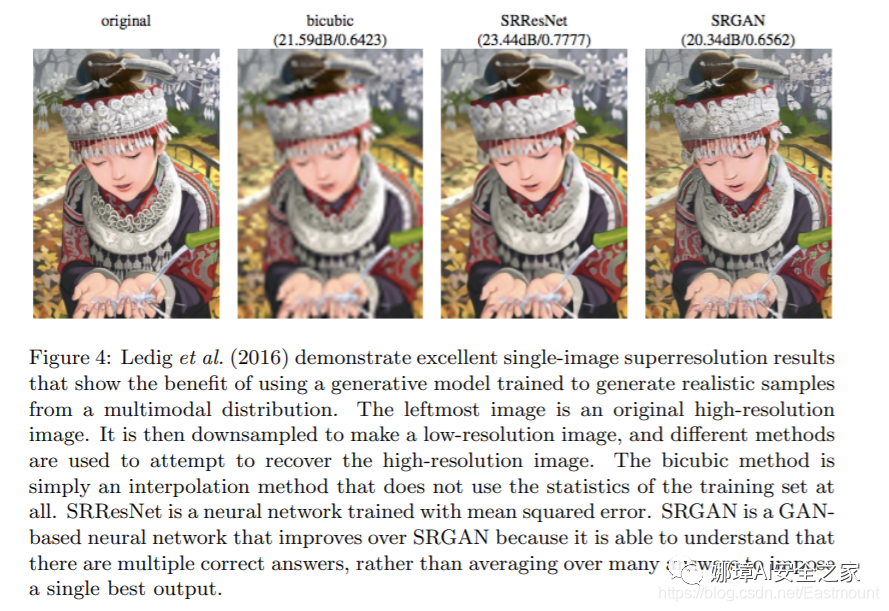 original bicubic SRResNet SRGAN
(21.59dB/0.6423) (23.44dB/0.7777) (20.34dB/0.6562)
Figure 4: Ledig et al. (2016) demonstrate excellent single-image superresolution results
that show the benefit of using a generative model trained to generate realistic samples
from a multimodal distribution. The leftmost image is an original high-resolution
image. It is then downsampled to make a low-resolution image, and different methods
are used to attempt to recover the high-resolution image. The bicubic method is
simply an interpolation method that does not use the statistics of the training set at
all. SRResNet is a neural network trained with mean squared error. SRGAN is a GAN-
based neural network that improves over SRGAN because it is able to understand that
there are multiple correct answers, rather than averaging over many answers to impose
a single best output.
娜璋AI安全之家
https://blog.csdn.net/Eastmount